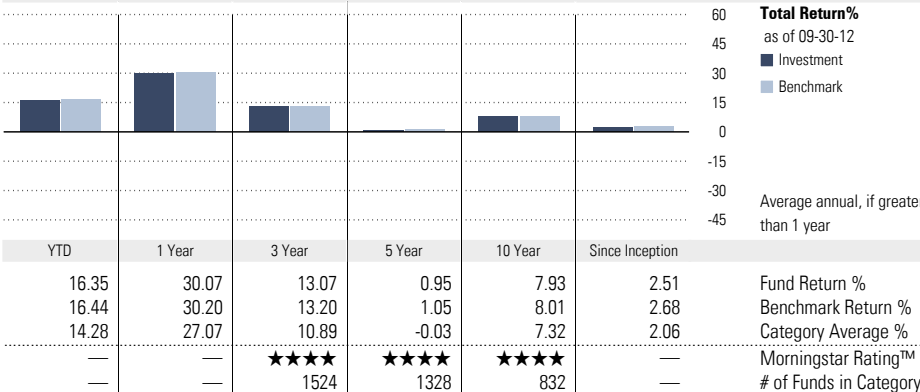 60
45
30
15
0
-15
-30
-45
Total Return%
as of 09-30-12
Investment
Benchmark
Average annual, if greater
than 1 year
YTD 1 Year 3 Year 5 Year 10 Year Since Inception
16.35 30.07 13.07 0.95 7.93 2.51 Fund Return %
16.44 30.20 13.20 1.05 8.01 2.68 Benchmark Return %
14.28 27.07 10.89 -0.03 7.32 2.06 Category Average %
— — ★★★★ ★★★★ ★★★★ — Morningstar Rating™
— — 1524 1328 832 — # of Funds in Category